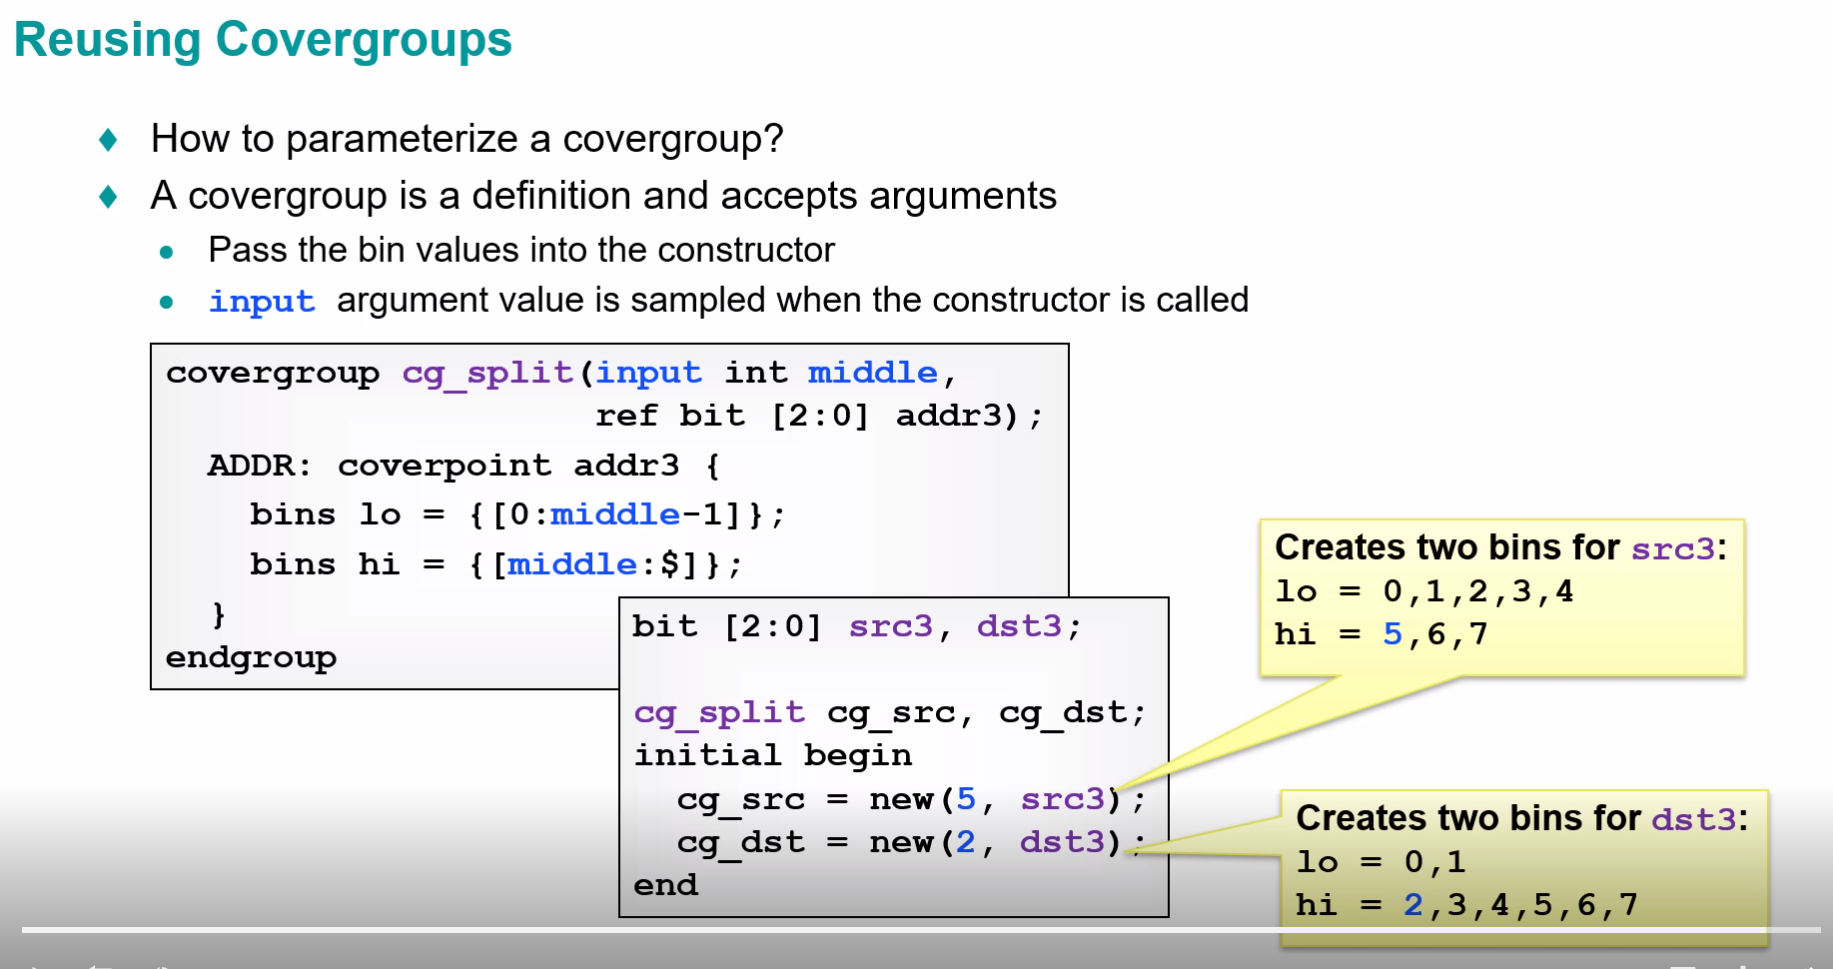 Reusing Covergroups
How to parameterize a covergroup?
A covergroup is a definition and accepts arguments
Pass the bin values into the constructor
input argument value is sampled when the constructor is called
covergroup cg_split(input int middle,
ref bit [2:0] addr3);
ADDR: coverpoint addr3 {
bins lo = {[0:middle-1]};
bins hi = {[middle:$]};
}
endgroup
bit [2:0] src3, dst3;
cg_split cg_src, cg_dst;
initial begin
cg_src = new(5, src3);
cg_dst = new(2, dst3);
end
Creates two bins for src3:
lo = 0,1,2,3,4
hi = 5,6,7
Creates two bins for dst3:
lo = 0,1
hi = 2,3,4,5,6,7